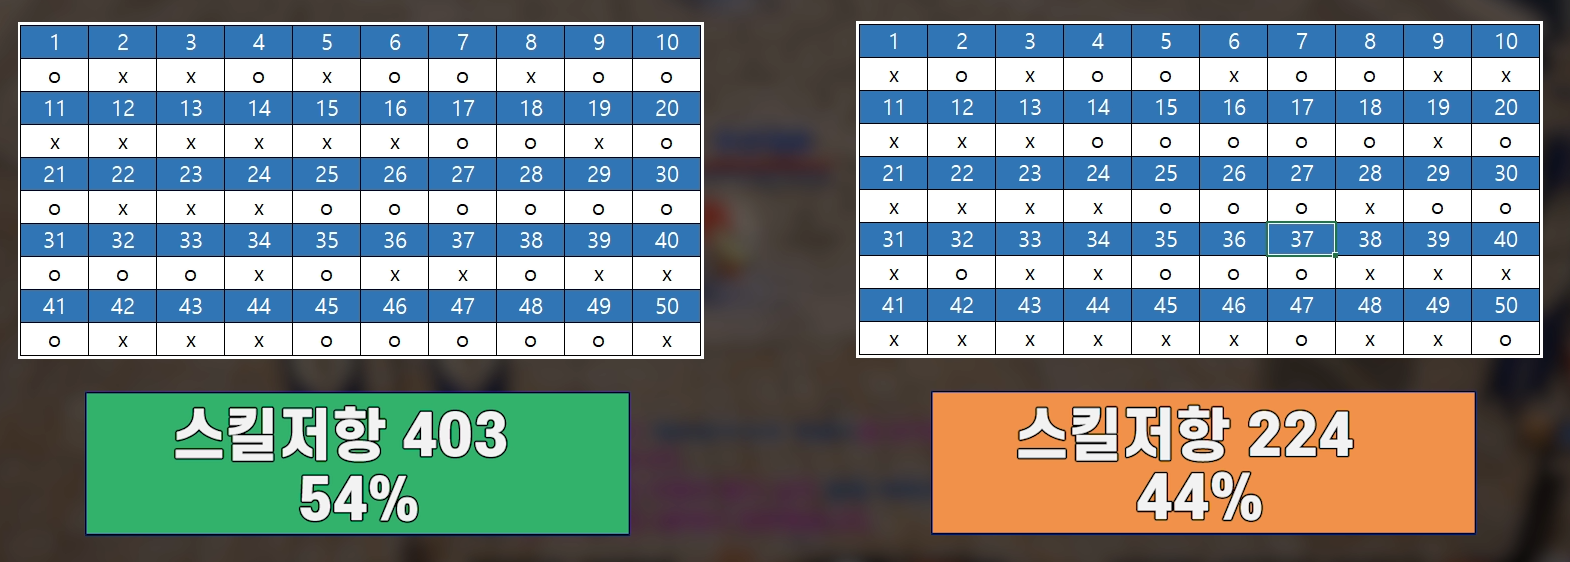 1 2 3 4 5 6 7 8 9 10
o x x o x o o x o o
11 12 13 14 15 16 17 18 19 20
x x x x x x o o x o
21 22 23 24 25 26 27 28 29 30
o x x x o o o o o o
31 32 33 34 35 36 37 38 39 40
o o o x o x x o x x
41 42 43 44 45 46 47 48 49 50
o x x x o o o o o x
스킬저항 403
54%
1 2 3 4 5 6 7 8 9 10
x o x o o x o o x x
11 12 13 14 15 16 17 18 19 20
x x x o o o o o x o
21 22 23 24 25 26 27 28 29 30
x x x x o o o x o o
31 32 33 34 35 36 37 38 39 40
x o x x o o o x x x
41 42 43 44 45 46 47 48 49 50
x x x x x x o x x o
스킬저항 224
44%